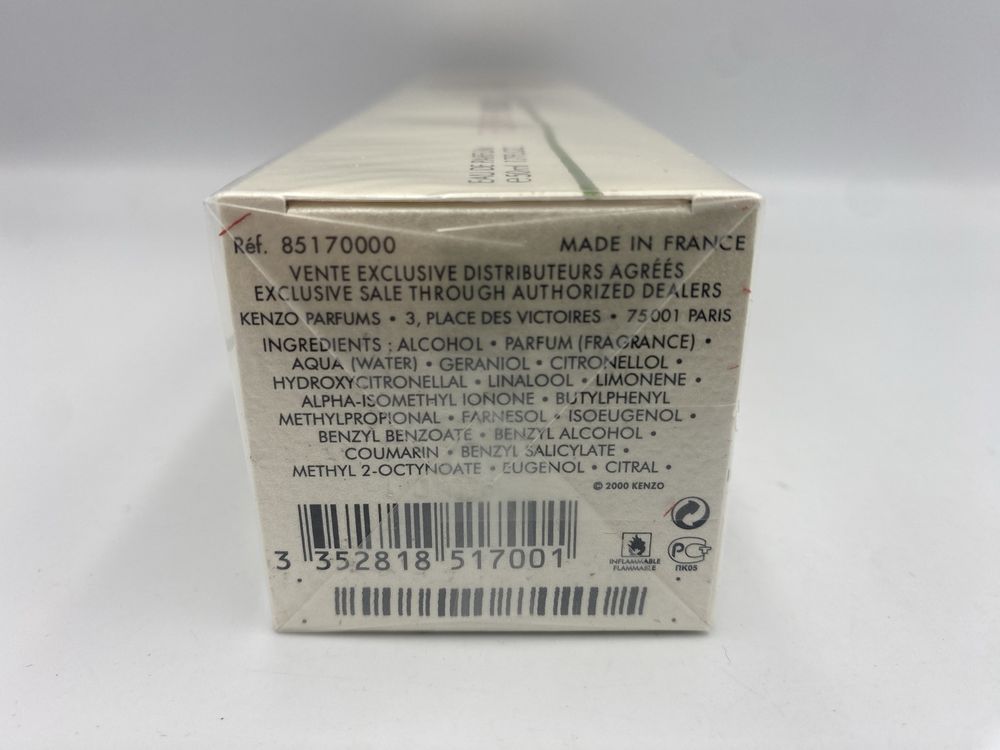 EAU DE PARFUM
Réf. 85170000 MADE IN FRANCE
VENTE EXCLUSIVE DISTRIBUTEURS AGRÉÉS
EXCLUSIVE SALE THROUGH AUTHORIZED DEALERS
KENZO PARFUMS • 3, PLACE DES VICTOIRES • 75001 PARIS
INGREDIENTS : ALCOHOL • PARFUM (FRAGRANCE) •
AQUA (WATER) • GERANIOL • CITRONELLOL •
HYDROXYCITRONELLAL • LINALOOL • LIMONENE •
ALPHA-ISOMETHYL IONONE • BUTYLPHENYL
METHYLPROPIONAL • FARNESOL • ISOEUGENOL •
BENZYL BENZOATE • BENZYL ALCOHOL •
COUMARIN • BENZYL SALICYLATE •
METHYL 2-OCTYNOATE • EUGENOL • CITRAL •
© 2000 KENZO
3 352818 517001
INFLAMMABLE
FLAMMABLE
ПК05